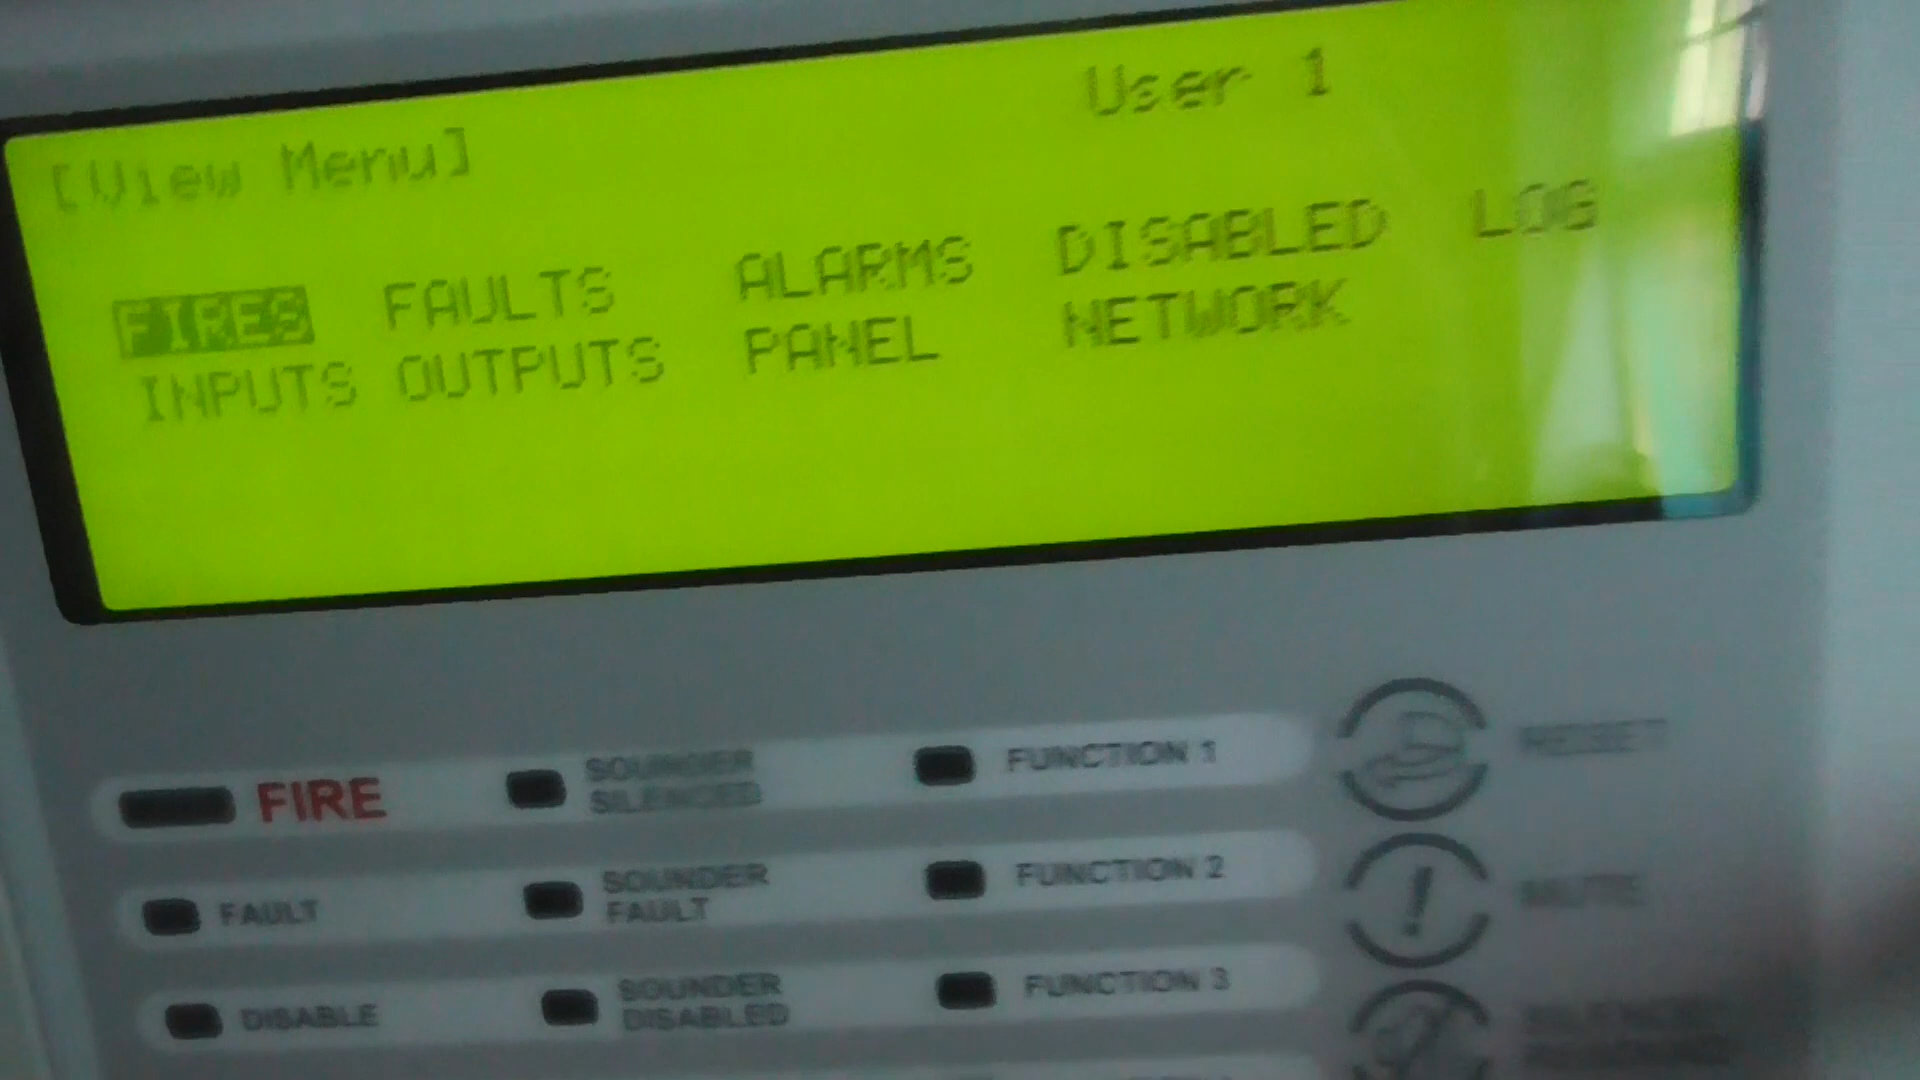 User 1
[View Menu]
FIRES FAULTS ALARMS DISABLED LOG
INPUTS OUTPUTS PANEL NETWORK
FIRE
SOUNDER
SILENCED
FUNCTION 1
RESET
FAULT
SOUNDER
FAULT
FUNCTION 2
MUTE
DISABLE
SOUNDER
DISABLED
FUNCTION 3